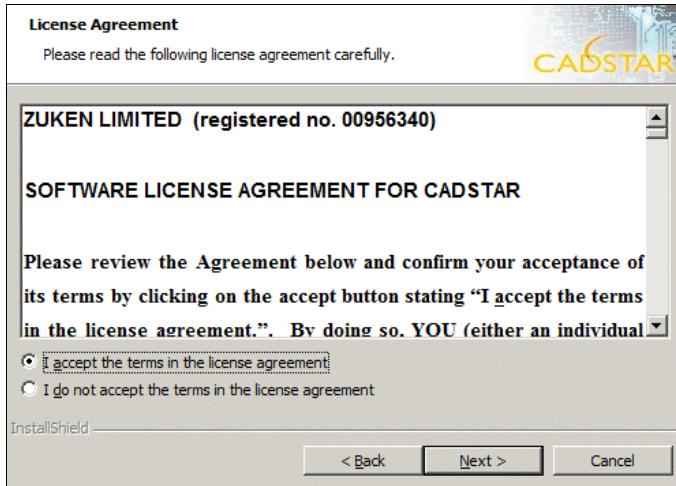 License Agreement
Please read the following license agreement carefully.
CADSTAR
6
ZUKEN LIMITED (registered no. 00956340)
SOFTWARE LICENSE AGREEMENT FOR CADSTAR
Please review the Agreement below and confirm your acceptance of
its terms by clicking on the accept button stating “I accept the terms
in the license agreement.”. By doing so, YOU (either an individual
I accept the terms in the license agreement
I do not accept the terms in the license agreement
InstallShield
< Back
Next >
Cancel